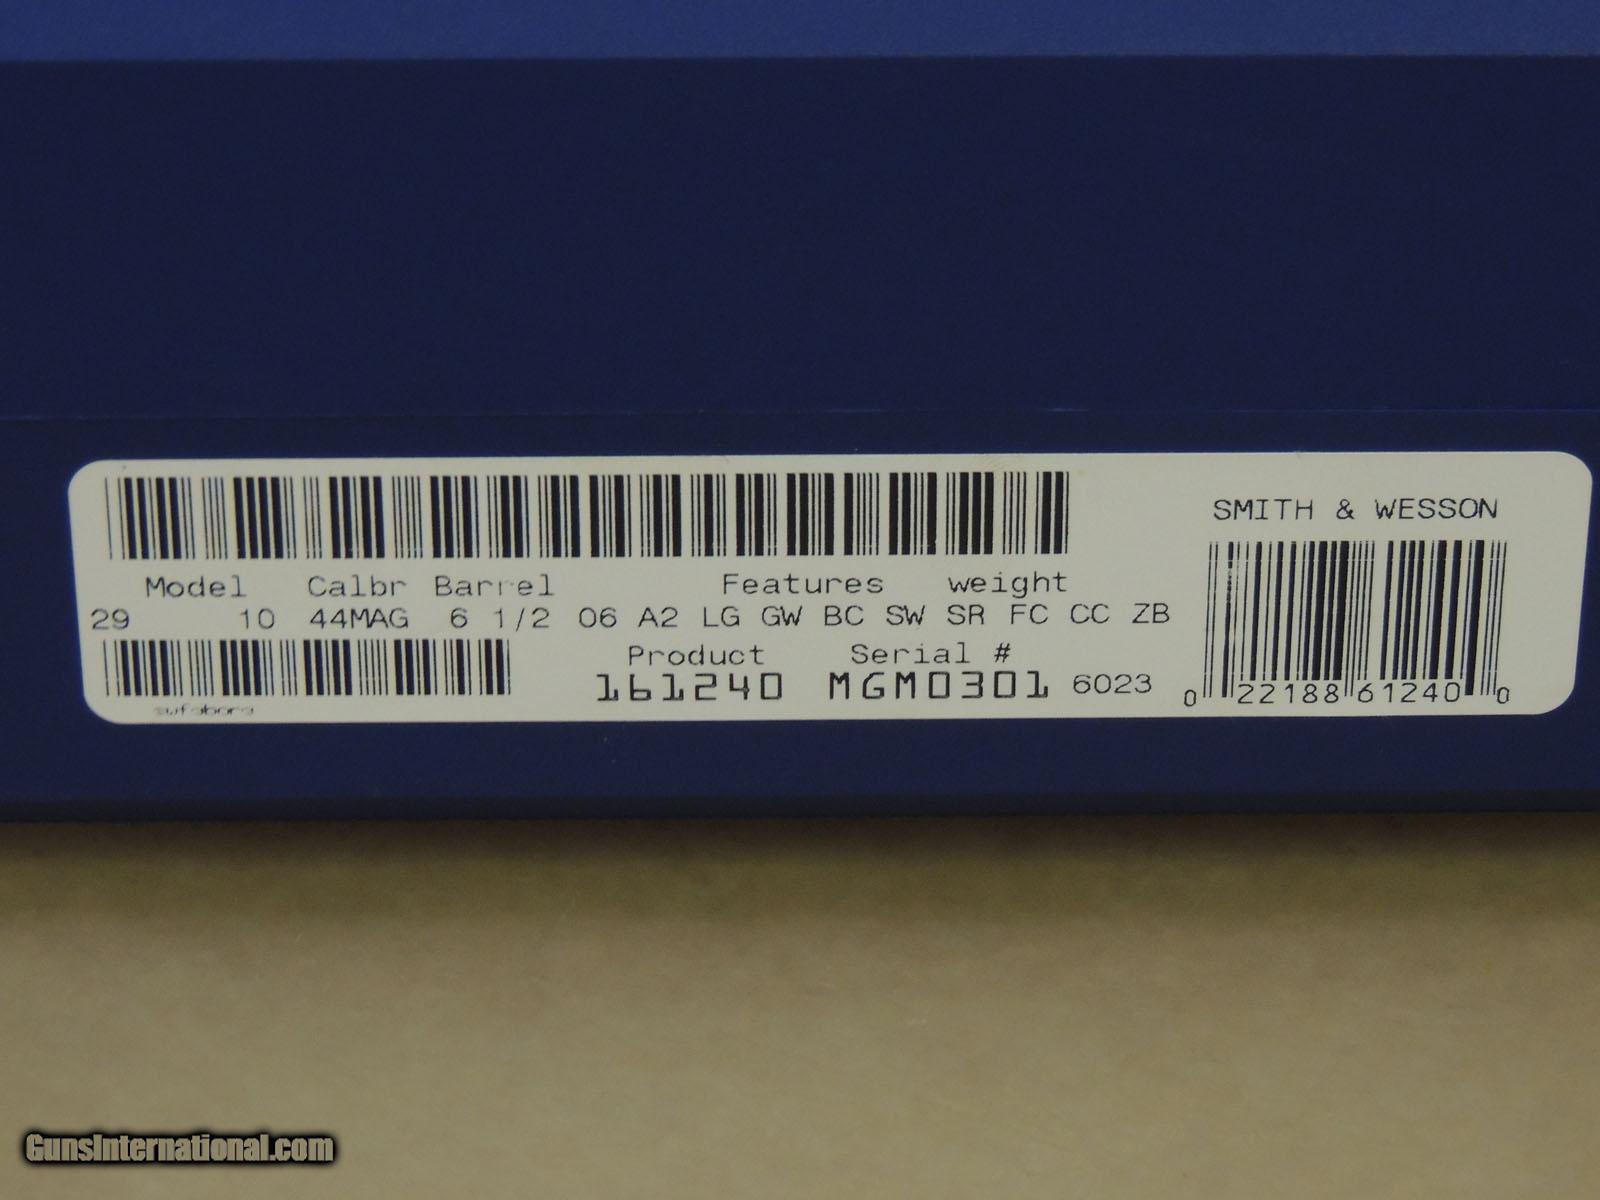 SMITH & WESSON
Model Calbr Barrel Features weight
29 10 44MAG 6 1/2 06 A2 LG GW BC SW SR FC CC ZB
Product Serial #
161240 MGM0301 6023
0 22188 61240 0
GunsInternational.com